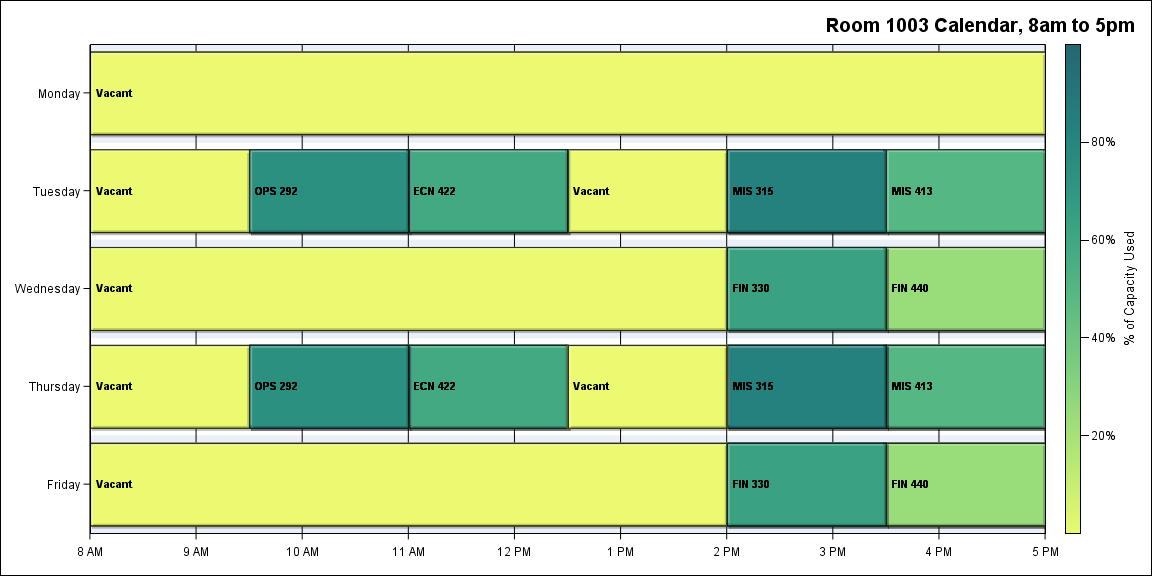 Room 1003 Calendar, 8am to 5pm
Monday
Vacant
Tuesday
Vacant
OPS 292
ECN 422
Vacant
MIS 315
MIS 413
Wednesday
Vacant
FIN 330
FIN 440
Thursday
Vacant
OPS 292
ECN 422
Vacant
MIS 315
MIS 413
Friday
Vacant
FIN 330
FIN 440
8 AM
9 AM
10 AM
11 AM
12 PM
1 PM
2 PM
3 PM
4 PM
5 PM
80%
60%
40%
20%
% of Capacity Used